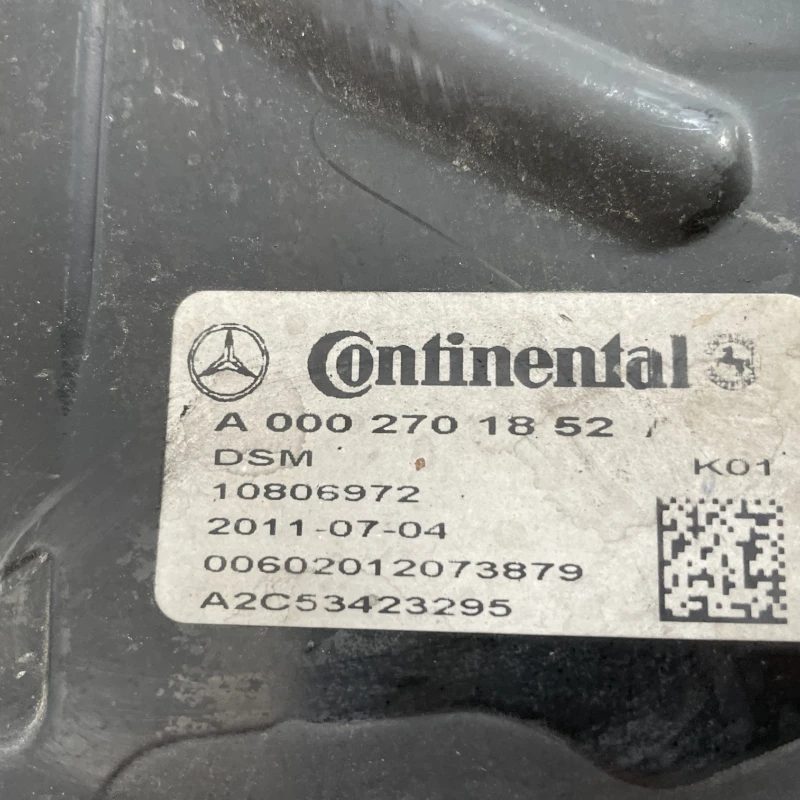 Continental
A 000 270 18 52 /
DSM
K01
10806972
2011-07-04
00602012073879
A2C53423295